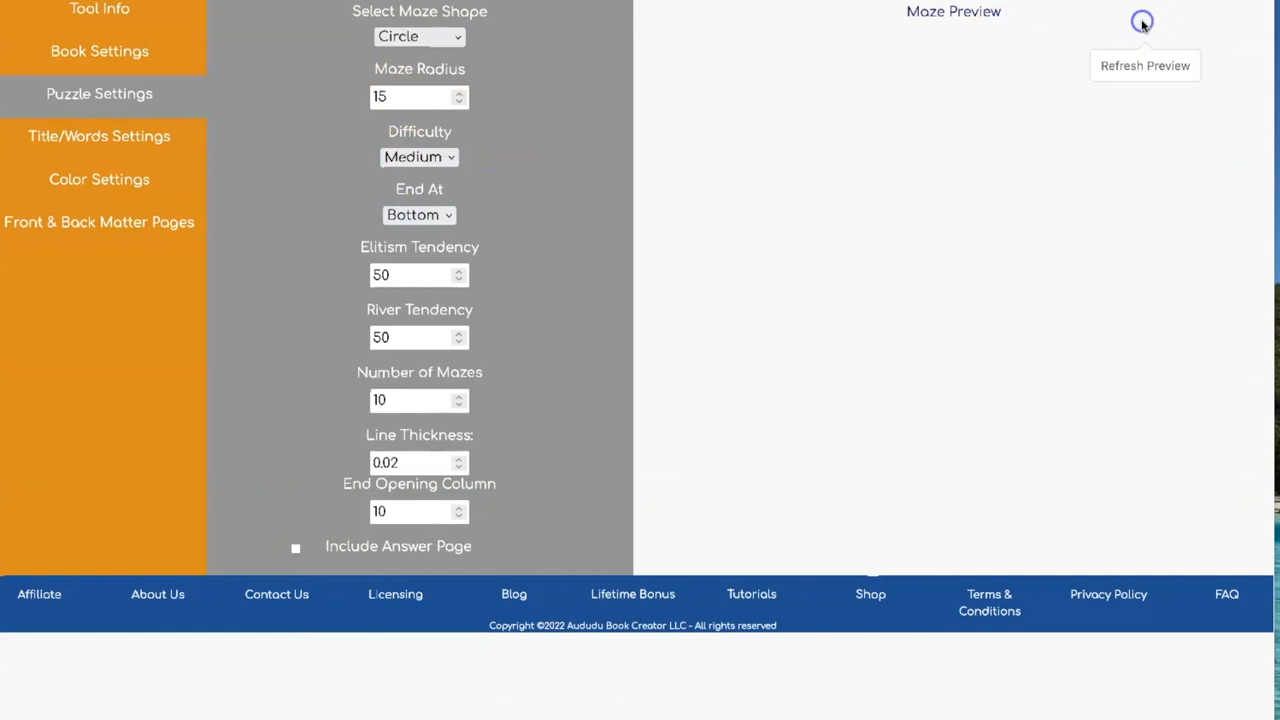 Tool Info
Book Settings
Puzzle Settings
Title/Words Settings
Color Settings
Front & Back Matter Pages
Select Maze Shape
Circle
Maze Radius
15
Difficulty
Medium
End At
Bottom
Elitism Tendency
50
River Tendency
50
Number of Mazes
10
Line Thickness:
0.02
End Opening Column
10
Include Answer Page
Maze Preview
Refresh Preview
Affiliate
About Us
Contact Us
Licensing
Blog
Lifetime Bonus
Tutorials
Shop
Terms &
Conditions
Privacy Policy
FAQ
Copyright ©2022 Aududu Book Creator LLC - All rights reserved